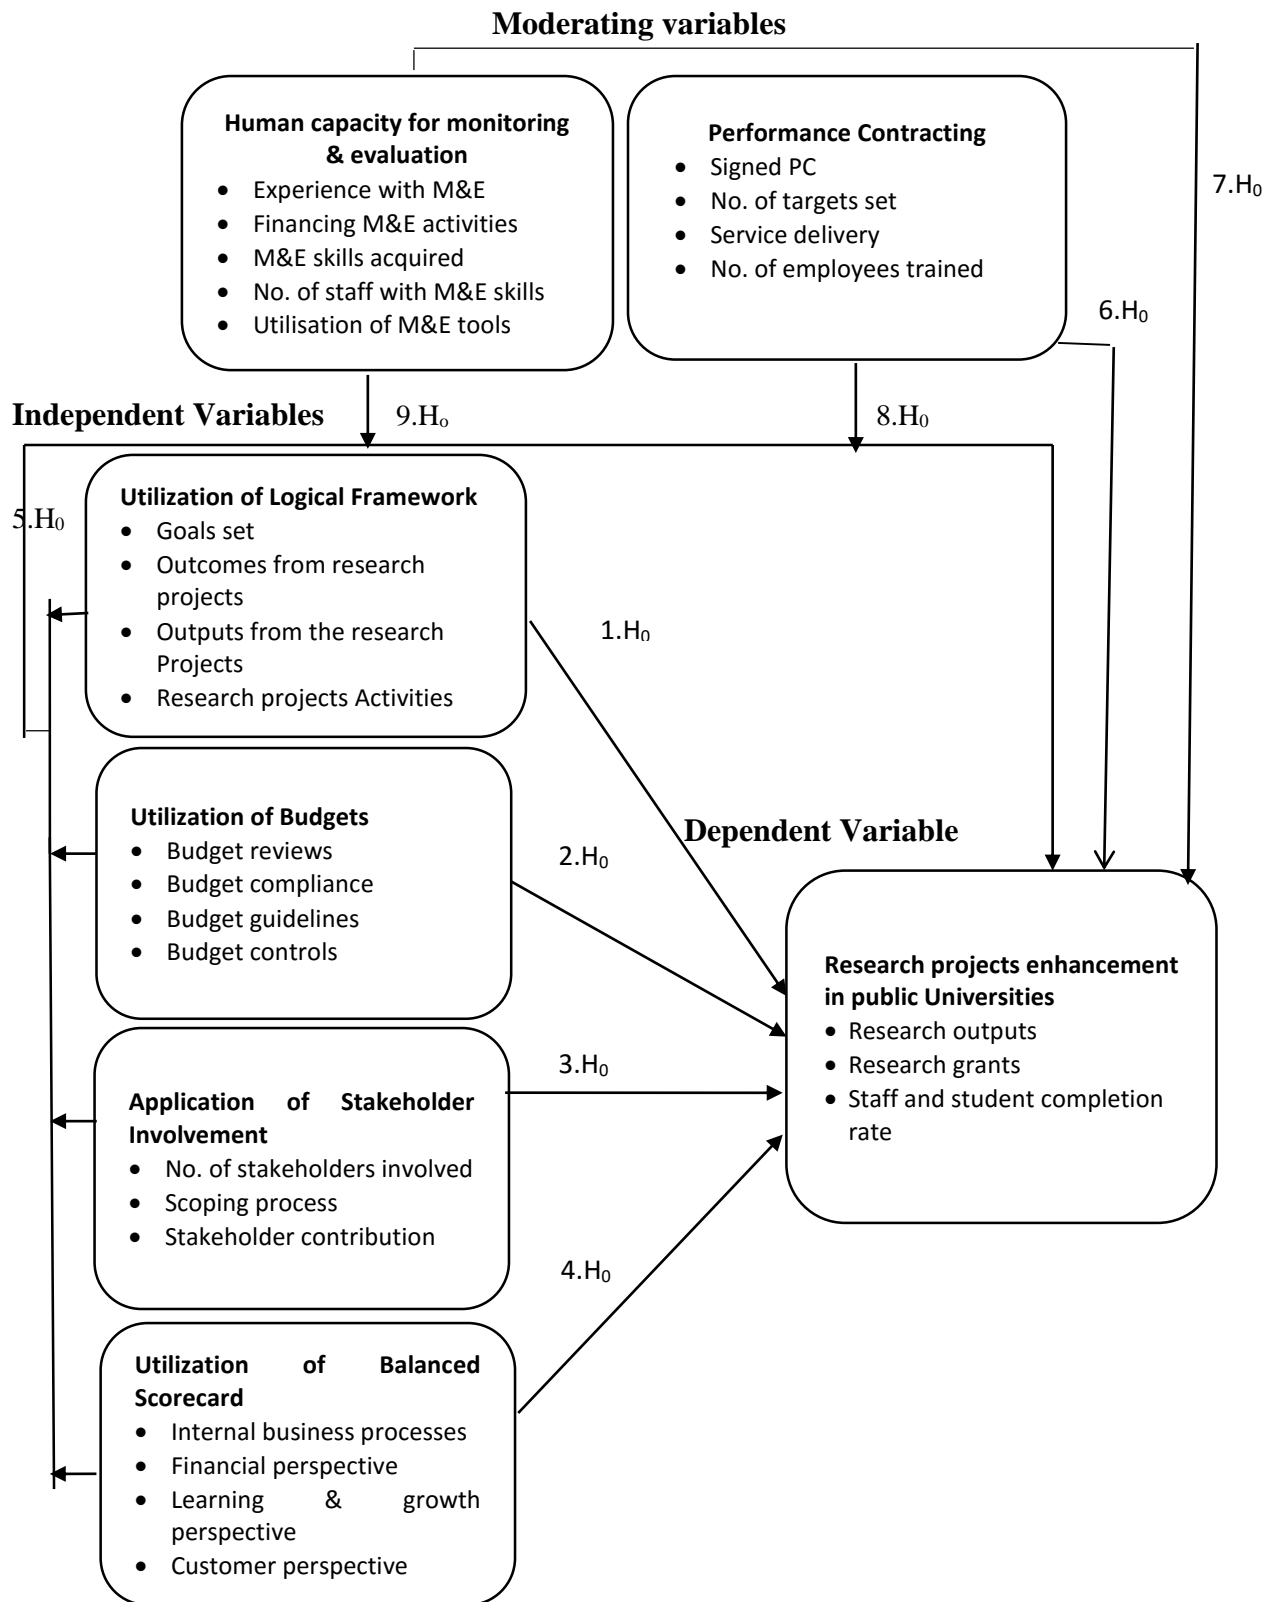 Moderating variables
Human capacity for monitoring
& evaluation
• Experience with M&E
• Financing M&E activities
• M&E skills acquired
• No. of staff with M&E skills
• Utilisation of M&E tools
Performance Contracting
• Signed PC
• No. of targets set
• Service delivery
• No. of employees trained
7.H₀
6.H₀
Independent Variables
9.Hₒ
8.H₀
5.H₀
Utilization of Logical Framework
• Goals set
• Outcomes from research
projects
• Outputs from the research
Projects
• Research projects Activities
1.H₀
Utilization of Budgets
• Budget reviews
• Budget compliance
• Budget guidelines
• Budget controls
2.H₀
Dependent Variable
Research projects enhancement
in public Universities
• Research outputs
• Research grants
• Staff and student completion
rate
Application of Stakeholder
Involvement
• No. of stakeholders involved
• Scoping process
• Stakeholder contribution
3.H₀
4.H₀
Utilization of Balanced
Scorecard
• Internal business processes
• Financial perspective
• Learning & growth
perspective
• Customer perspective